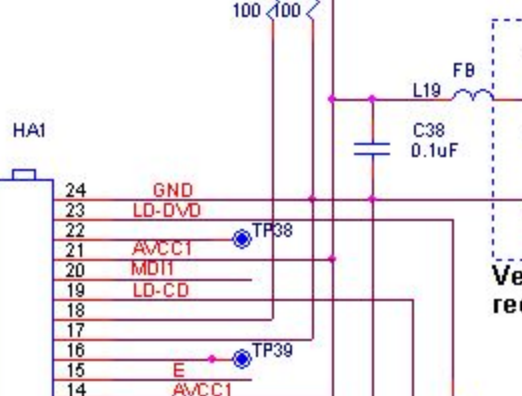 100 100
FB
L19
HA1
C38
0.1uF
24 GND
23 LD-DVD
22 TP38
21 AVCC1
20 MDI1
19 LD-CD
18
17
16 TP39
15 E
14 AVCC1
Ve
re